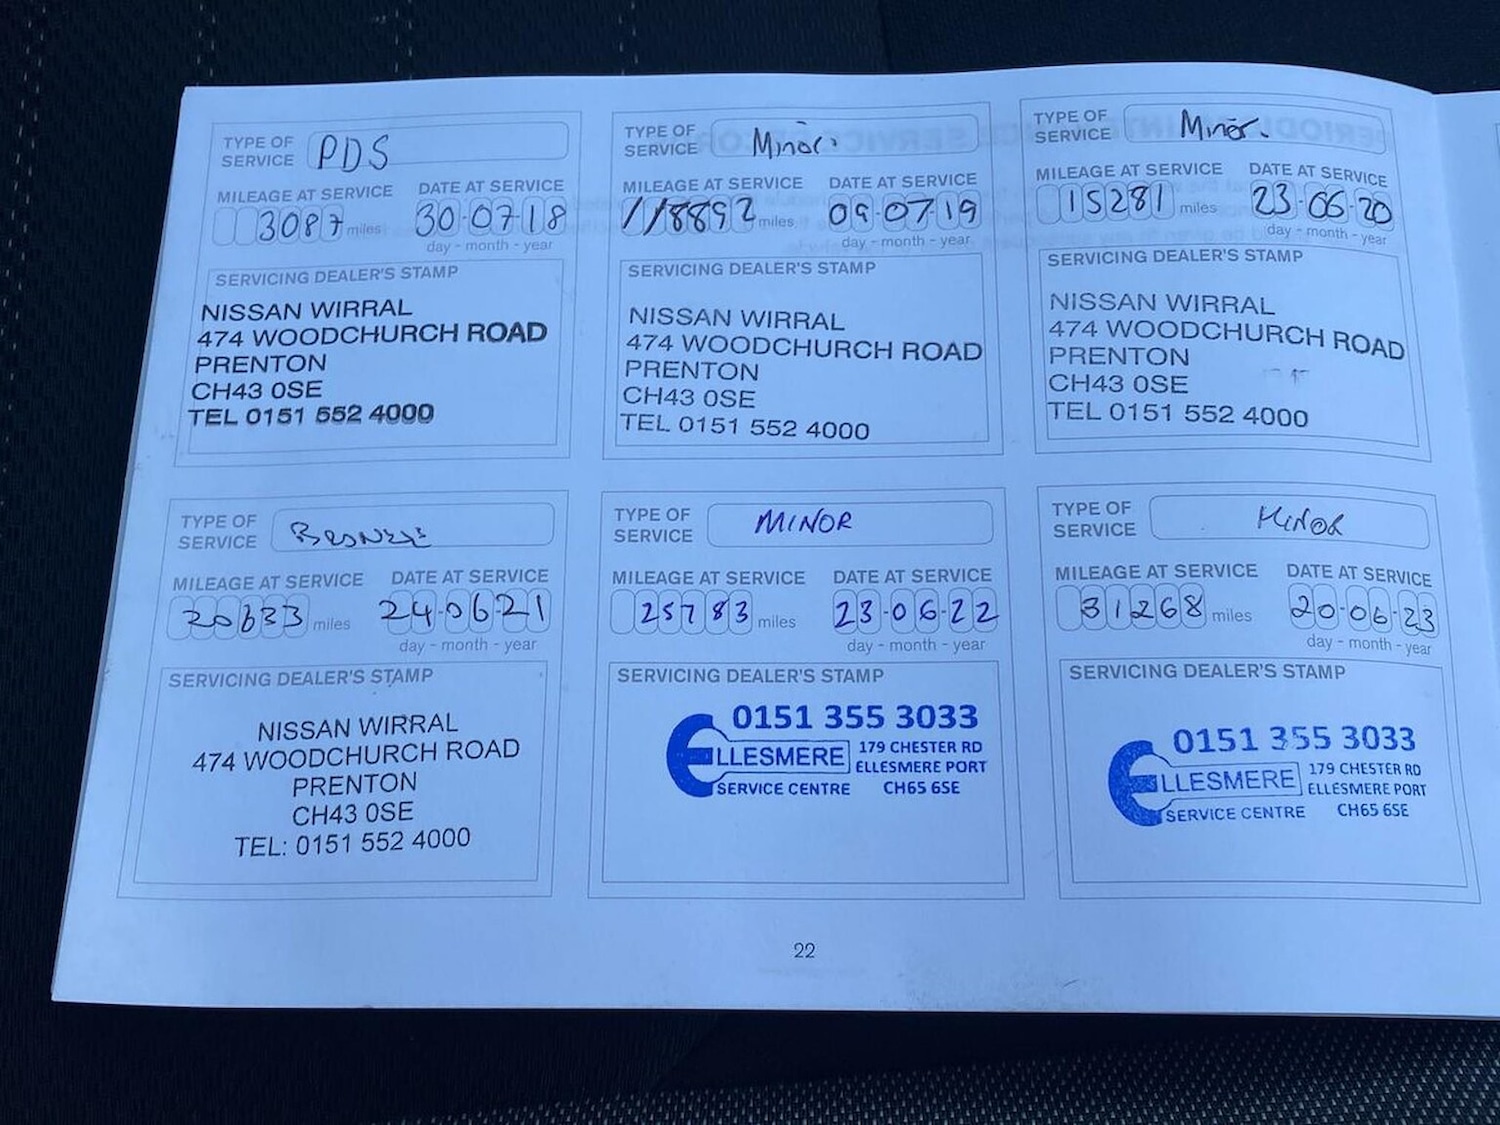 TYPE OF SERVICE PDS
MILEAGE AT SERVICE DATE AT SERVICE
3087 miles 30-07-18
day - month - year
SERVICING DEALER'S STAMP
NISSAN WIRRAL
474 WOODCHURCH ROAD
PRENTON
CH43 0SE
TEL 0151 552 4000
TYPE OF SERVICE Minor.
MILEAGE AT SERVICE DATE AT SERVICE
//8892 miles 09-07-19
day - month - year
SERVICING DEALER'S STAMP
NISSAN WIRRAL
474 WOODCHURCH ROAD
PRENTON
CH43 0SE
TEL 0151 552 4000
TYPE OF SERVICE Minor.
MILEAGE AT SERVICE DATE AT SERVICE
15281 miles 23-06-20
day - month - year
SERVICING DEALER'S STAMP
NISSAN WIRRAL
474 WOODCHURCH ROAD
PRENTON
CH43 0SE
TEL 0151 552 4000
TYPE OF SERVICE BRONZE
MILEAGE AT SERVICE DATE AT SERVICE
20633 miles 24-06-21
day - month - year
SERVICING DEALER'S STAMP
NISSAN WIRRAL
474 WOODCHURCH ROAD
PRENTON
CH43 0SE
TEL: 0151 552 4000
TYPE OF SERVICE MINOR
MILEAGE AT SERVICE DATE AT SERVICE
25783 miles 23-06-22
day - month - year
SERVICING DEALER'S STAMP
0151 355 3033
ELLESMERE 179 CHESTER RD
ELLESMERE PORT
SERVICE CENTRE CH65 6SE
TYPE OF SERVICE MINOR
MILEAGE AT SERVICE DATE AT SERVICE
31268 miles 20-06-23
day - month - year
SERVICING DEALER'S STAMP
0151 355 3033
ELLESMERE 179 CHESTER RD
ELLESMERE PORT
SERVICE CENTRE CH65 6SE
22